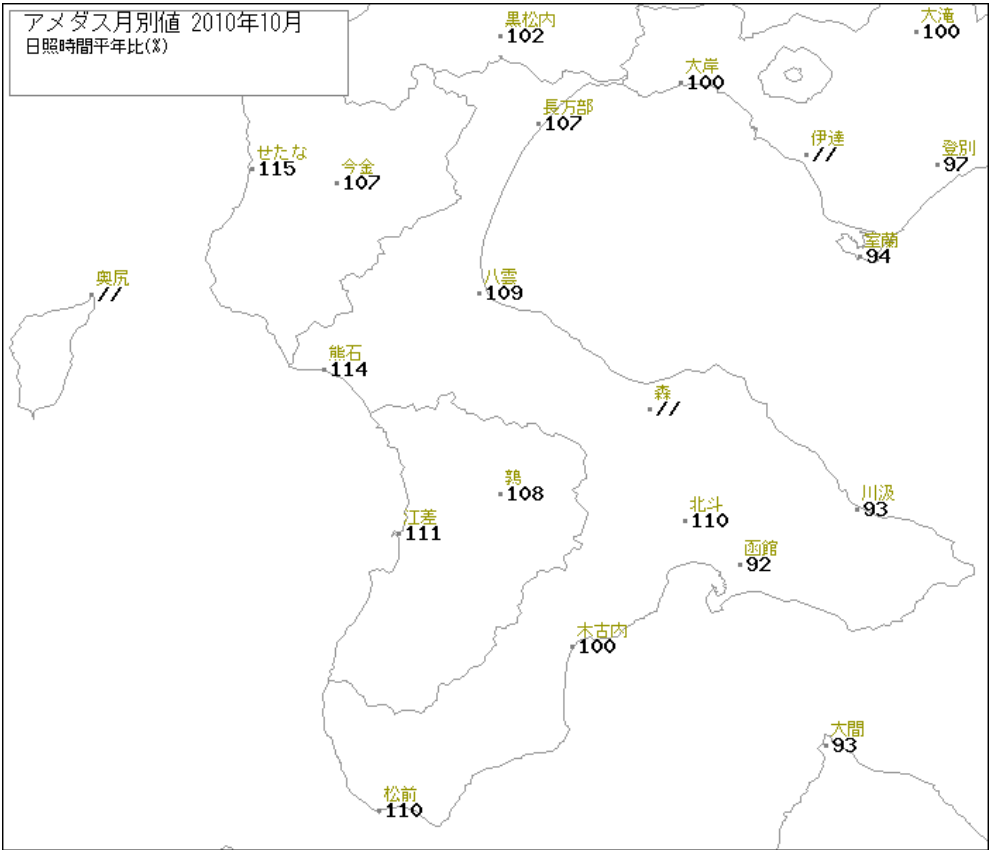 アメダス月別値 2010年10月
日照時間平年比(%)
黒松内
102
大滝
100
大岸
100
長万部
107
伊達
//
登別
97
せたな
115
今金
107
室蘭
94
奥尻
//
八雲
109
熊石
114
森
//
鶉
108
江差
111
北斗
110
川汲
93
函館
92
木古内
100
大間
93
松前
110